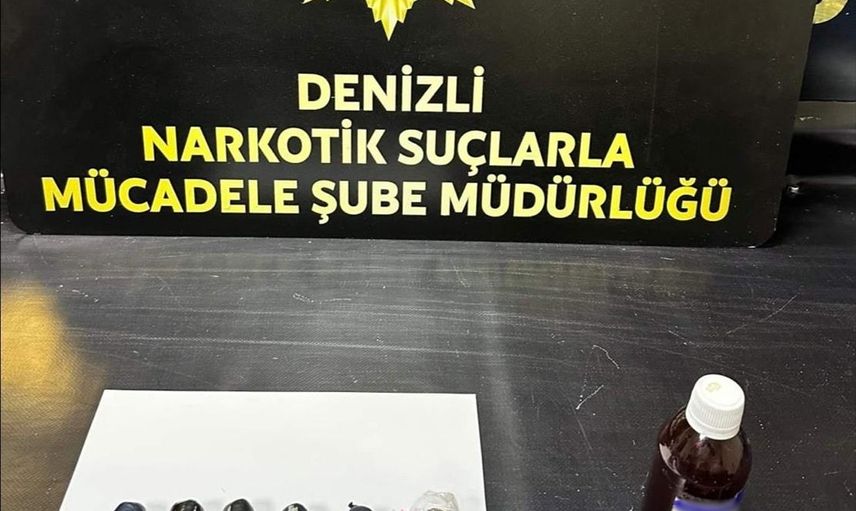 DENİZLİ
NARKOTİK SUÇLARLA
MÜCADELE ŞUBE MÜDÜRLÜĞÜ